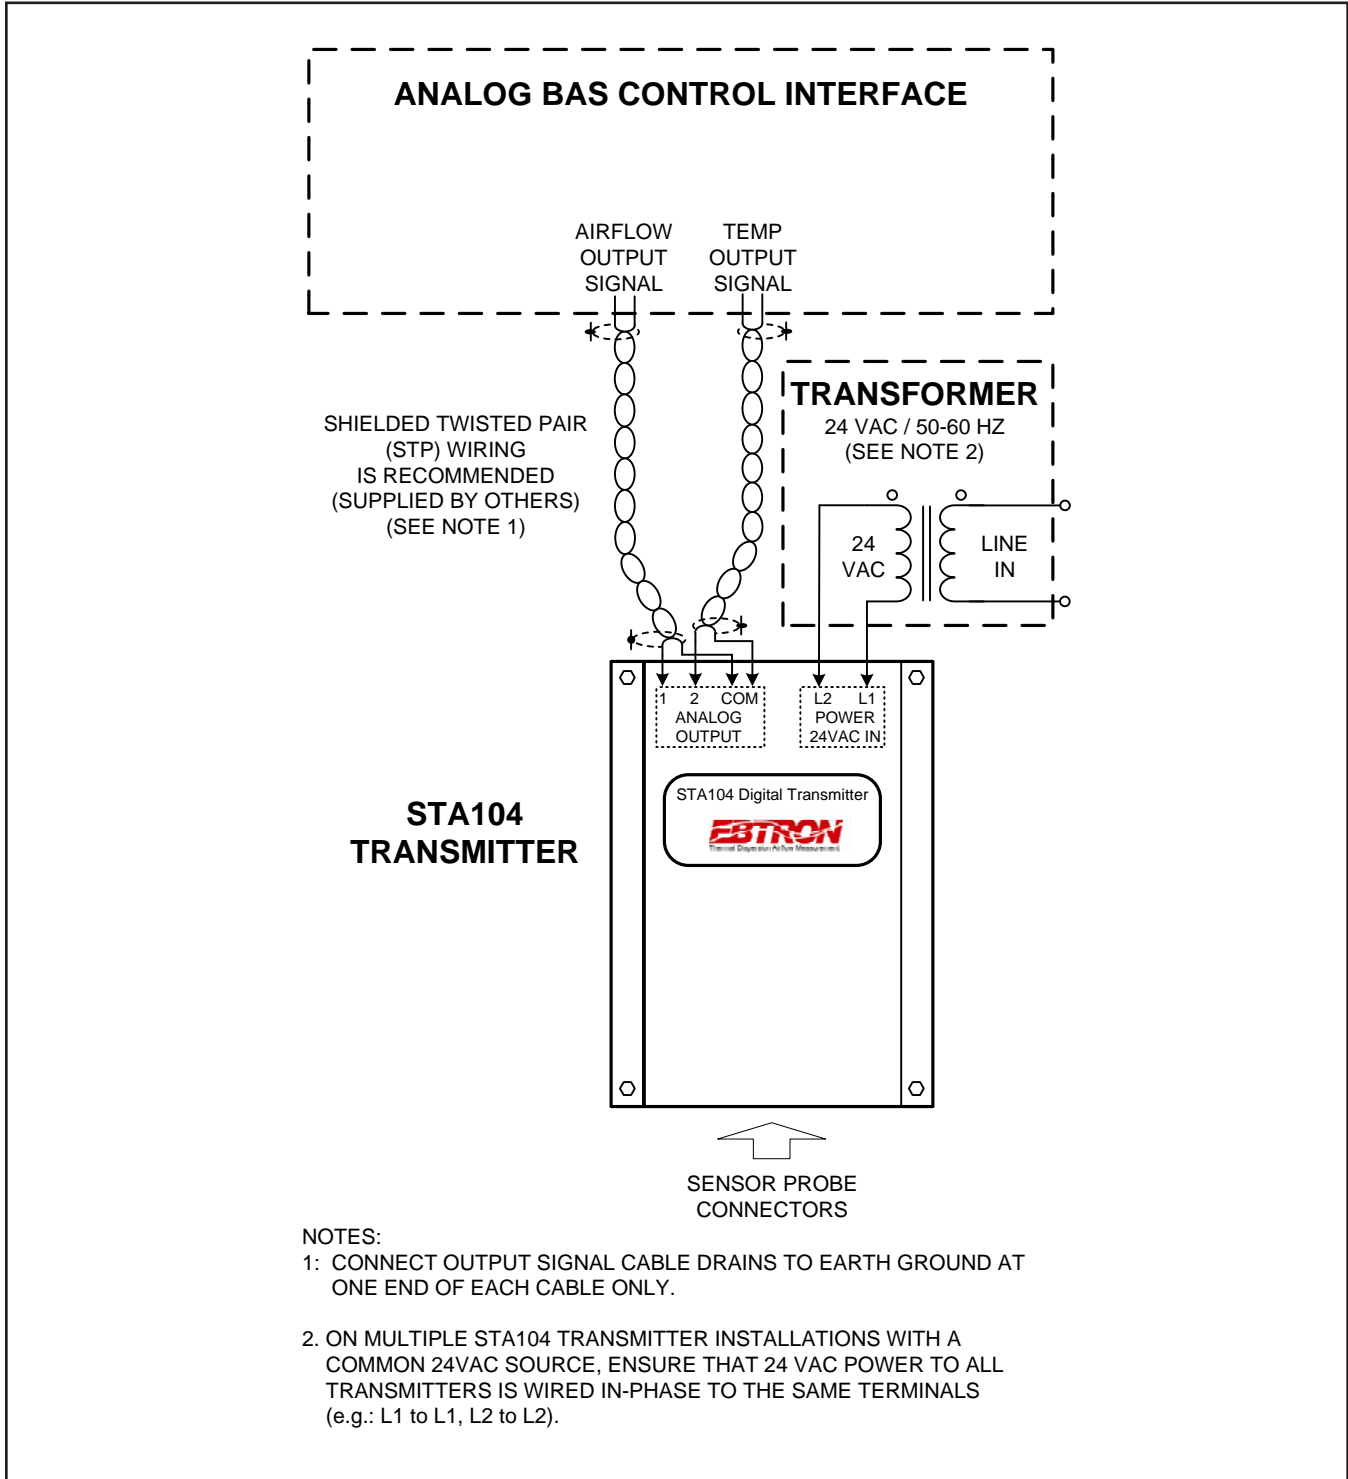 ANALOG BAS CONTROL INTERFACE
AIRFLOW
OUTPUT
SIGNAL
TEMP
OUTPUT
SIGNAL
SHIELDED TWISTED PAIR
(STP) WIRING
IS RECOMMENDED
(SUPPLIED BY OTHERS)
(SEE NOTE 1)
TRANSFORMER
24 VAC / 50-60 HZ
(SEE NOTE 2)
24
VAC
LINE
IN
1 2 COM
ANALOG
OUTPUT
L2 L1
POWER
24VAC IN
STA104 Digital Transmitter
EBTRON
Thermal Dispersion Airflow Measurement
STA104
TRANSMITTER
SENSOR PROBE
CONNECTORS
NOTES:
1: CONNECT OUTPUT SIGNAL CABLE DRAINS TO EARTH GROUND AT
ONE END OF EACH CABLE ONLY.
2. ON MULTIPLE STA104 TRANSMITTER INSTALLATIONS WITH A
COMMON 24VAC SOURCE, ENSURE THAT 24 VAC POWER TO ALL
TRANSMITTERS IS WIRED IN-PHASE TO THE SAME TERMINALS
(e.g.: L1 to L1, L2 to L2).